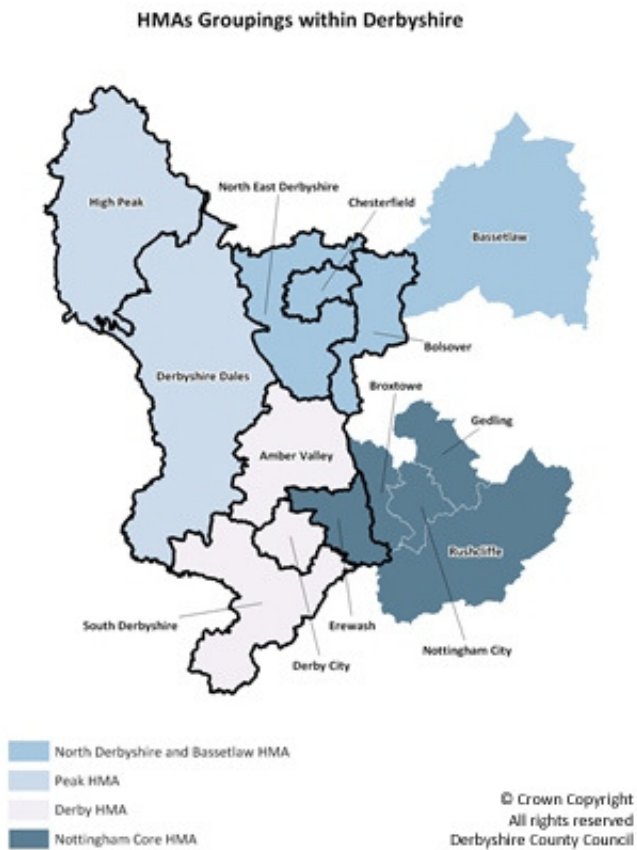 HMAs Groupings within Derbyshire
High Peak
North East Derbyshire
Chesterfield
Bassetlaw
Bolsover
Derbyshire Dales
Broxtowe
Gedling
Amber Valley
Rushcliffe
South Derbyshire
Erewash
Derby City
Nottingham City
North Derbyshire and Bassetlaw HMA
Peak HMA
Derby HMA
Nottingham Core HMA
© Crown Copyright
All rights reserved
Derbyshire County Council